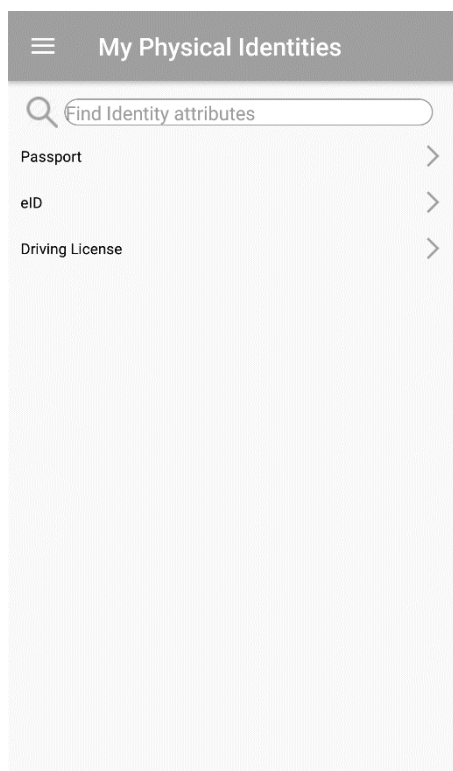 My Physical Identities
Find Identity attributes
Passport
eID
Driving License